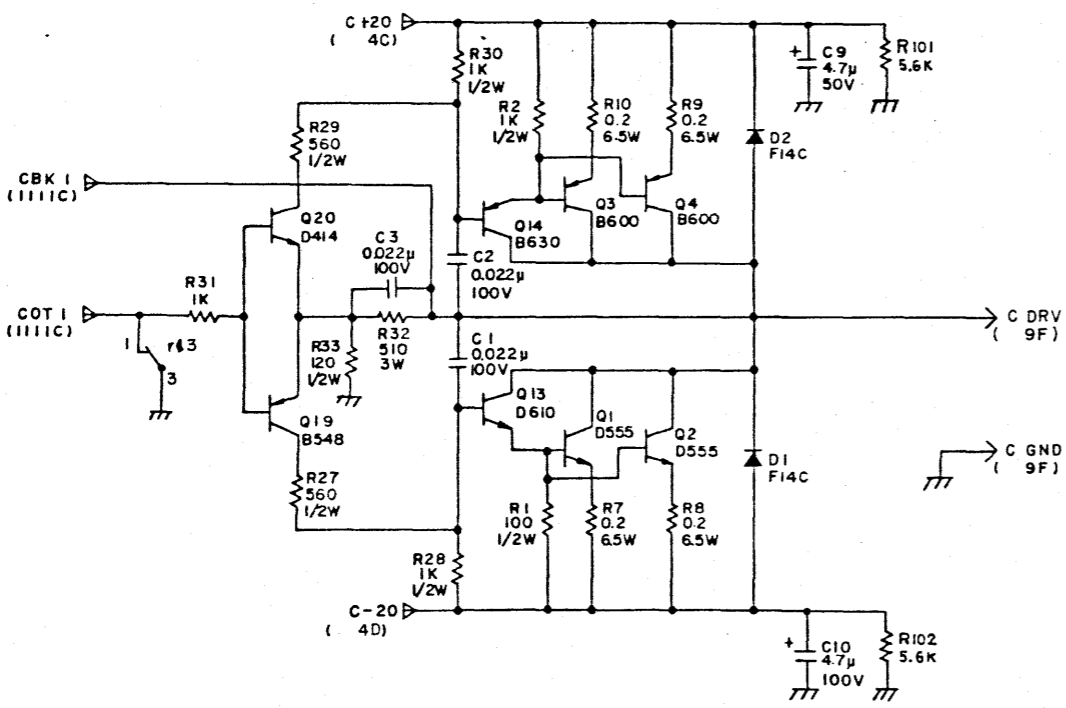 C +20
( 4C)
R30
1K
1/2W
R29
560
1/2W
R2
1K
1/2W
R10
0.2
6.5W
R9
0.2
6.5W
C9
4.7µ
50V
+
R101
5.6K
D2
F14C
CBK 1
(1111C)
Q20
D414
C3
0.022µ
100V
Q14
B630
Q3
B600
Q4
B600
C2
0.022µ
100V
COT 1
(1111C)
R31
1K
1
3
R33
120
1/2W
R32
510
3W
C1
0.022µ
100V
C DRV
( 9F)
Q19
B548
Q13
D610
Q1
D555
Q2
D555
D1
F14C
C GND
( 9F)
R27
560
1/2W
R1
100
1/2W
R7
0.2
6.5W
R8
0.2
6.5W
R28
1K
1/2W
C-20
( 4D)
+
C10
4.7µ
100V
R102
5.6K